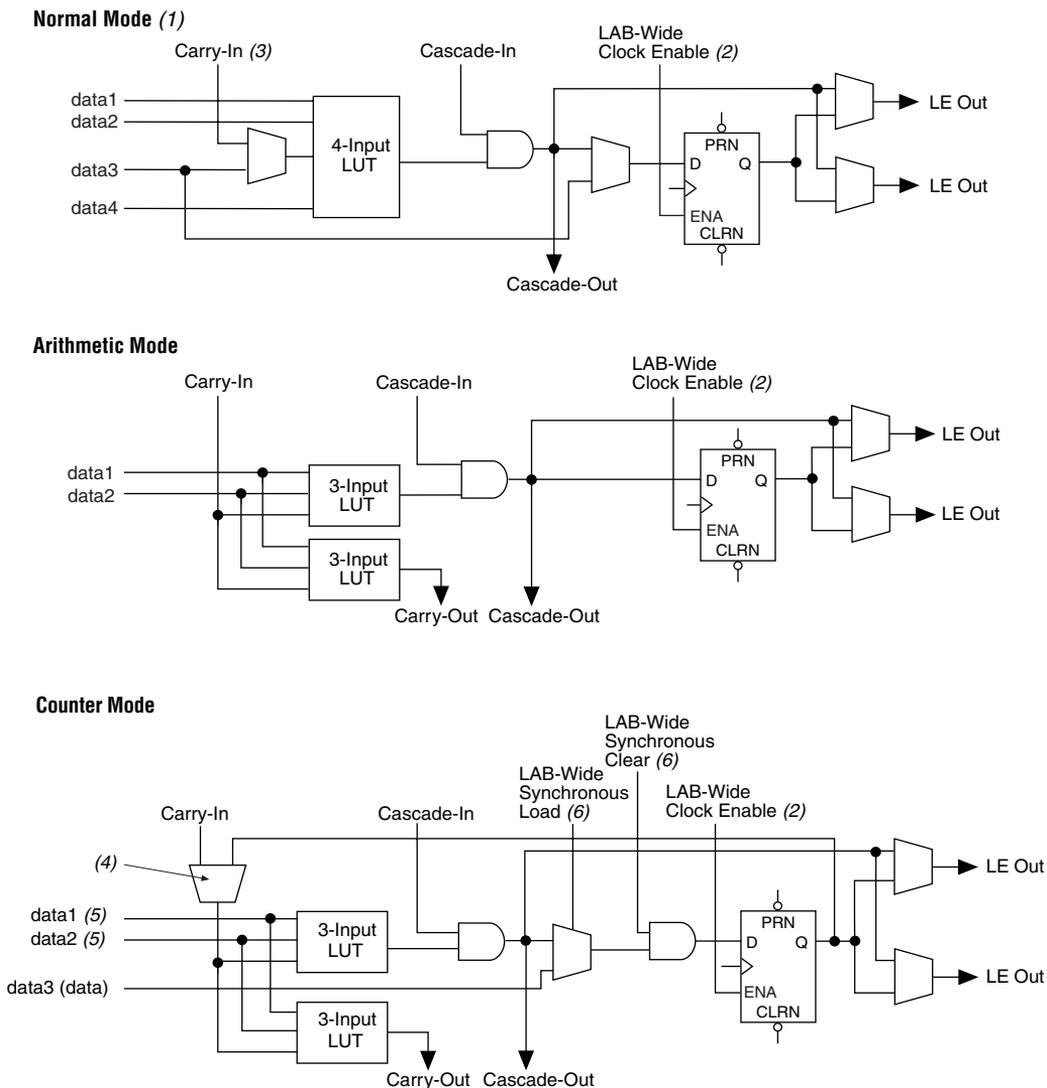 Normal Mode (1)
Carry-In (3)
Cascade-In
LAB-Wide
Clock Enable (2)
data1
data2
data3
data4
4-Input
LUT
PRN
D
Q
ENA
CLRN
LE Out
LE Out
Cascade-Out
Arithmetic Mode
Carry-In
Cascade-In
LAB-Wide
Clock Enable (2)
data1
data2
3-Input
LUT
3-Input
LUT
PRN
D
Q
ENA
CLRN
LE Out
LE Out
Carry-Out
Cascade-Out
Counter Mode
Carry-In
Cascade-In
LAB-Wide
Synchronous
Load (6)
LAB-Wide
Synchronous
Clear (6)
LAB-Wide
Clock Enable (2)
(4)
data1 (5)
data2 (5)
data3 (data)
3-Input
LUT
3-Input
LUT
PRN
D
Q
ENA
CLRN
LE Out
LE Out
Carry-Out
Cascade-Out